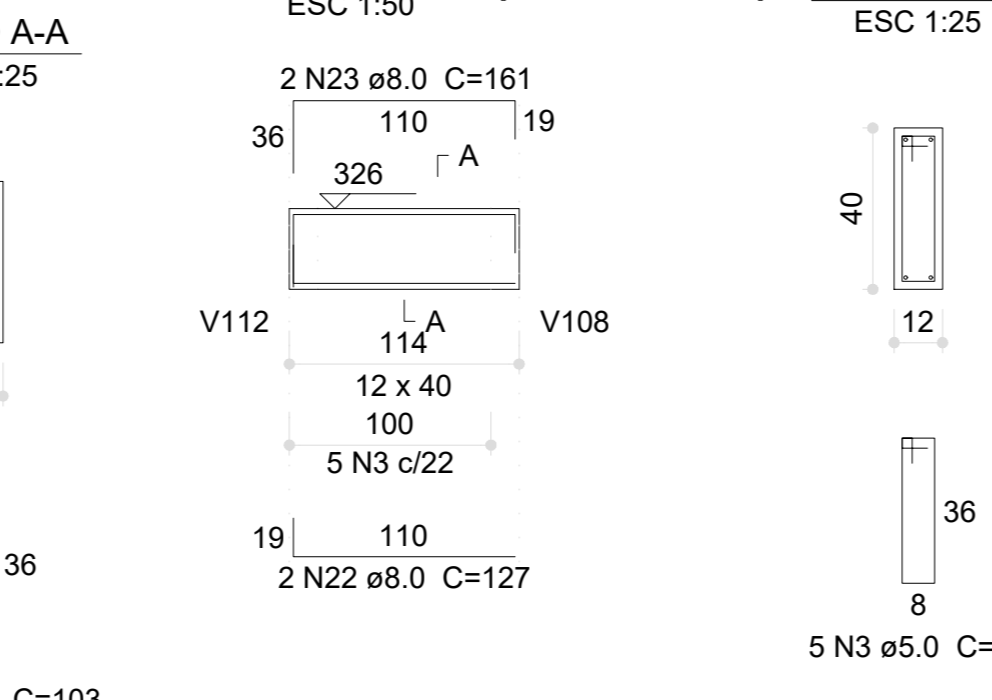 ESC 1:50
ESC 1:25
A-A
:25
2 N23 ø8.0 C=161
36
110
19
A
326
40
V112
A
V108
12
114
12 x 40
100
5 N3 c/22
36
19
110
36
2 N22 ø8.0 C=127
8
5 N3 ø5.0 C=
C=103